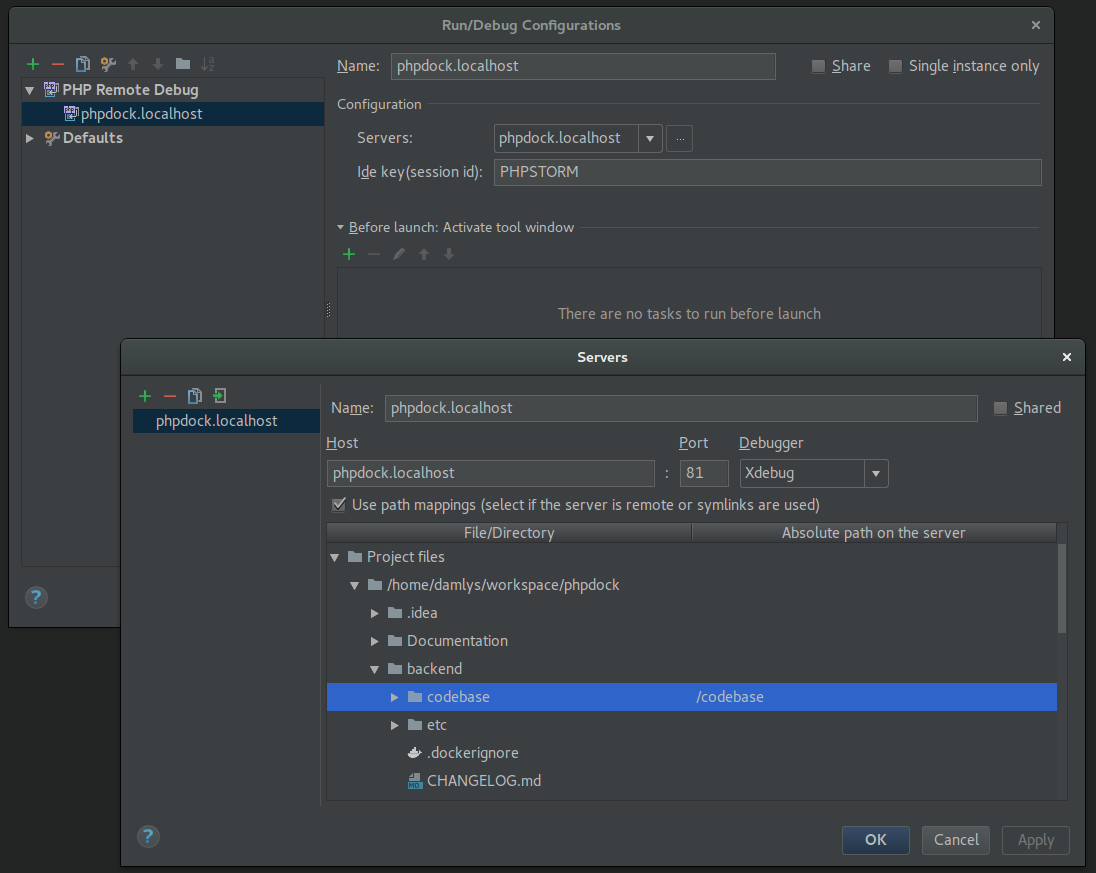 Run/Debug Configurations
Name: phpdock.localhost Share Single instance only
PHP Remote Debug
phpdock.localhost
Defaults
Configuration
Servers: phpdock.localhost ...
Ide key(session id): PHPSTORM
Before launch: Activate tool window
There are no tasks to run before launch
?
Servers
phpdock.localhost
Name: phpdock.localhost Shared
Host Port Debugger
phpdock.localhost : 81 Xdebug
Use path mappings (select if the server is remote or symlinks are used)
File/Directory Absolute path on the server
Project files
/home/damlys/workspace/phpdock
.idea
Documentation
backend
codebase /codebase
etc
.dockerignore
CHANGELOG.md
? OK Cancel Apply